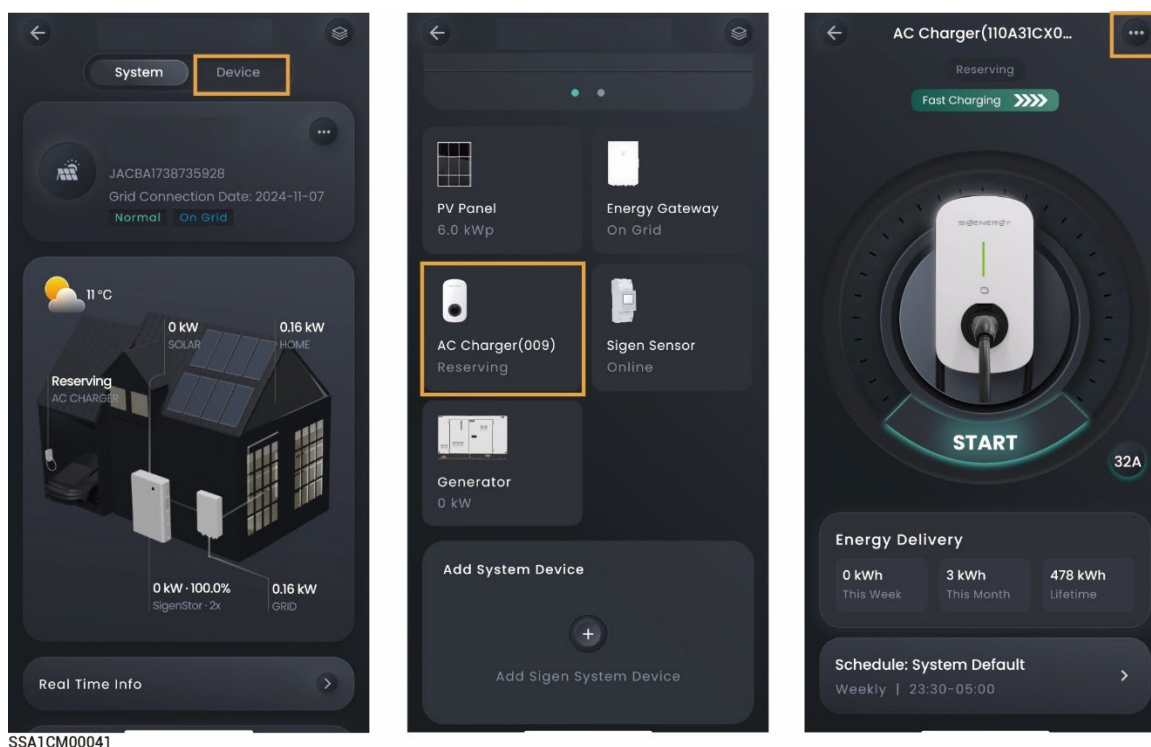 System
Device
JACBA1738735928
Grid Connection Date: 2024-11-07
Normal On Grid
11 °C
0 kW
SOLAR
0.16 kW
HOME
Reserving
AC CHARGER
0 kW · 100.0%
SigenStor · 2x
0.16 kW
GRID
Real Time Info
PV Panel
6.0 kWp
Energy Gateway
On Grid
AC Charger(009)
Reserving
Sigen Sensor
Online
Generator
0 kW
Add System Device
Add Sigen System Device
AC Charger(110A31CX0...
Reserving
Fast Charging
SIGENERGY
START
32A
Energy Delivery
0 kWh
This Week
3 kWh
This Month
478 kWh
Lifetime
Schedule: System Default
Weekly | 23:30-05:00
SSA1CM00041